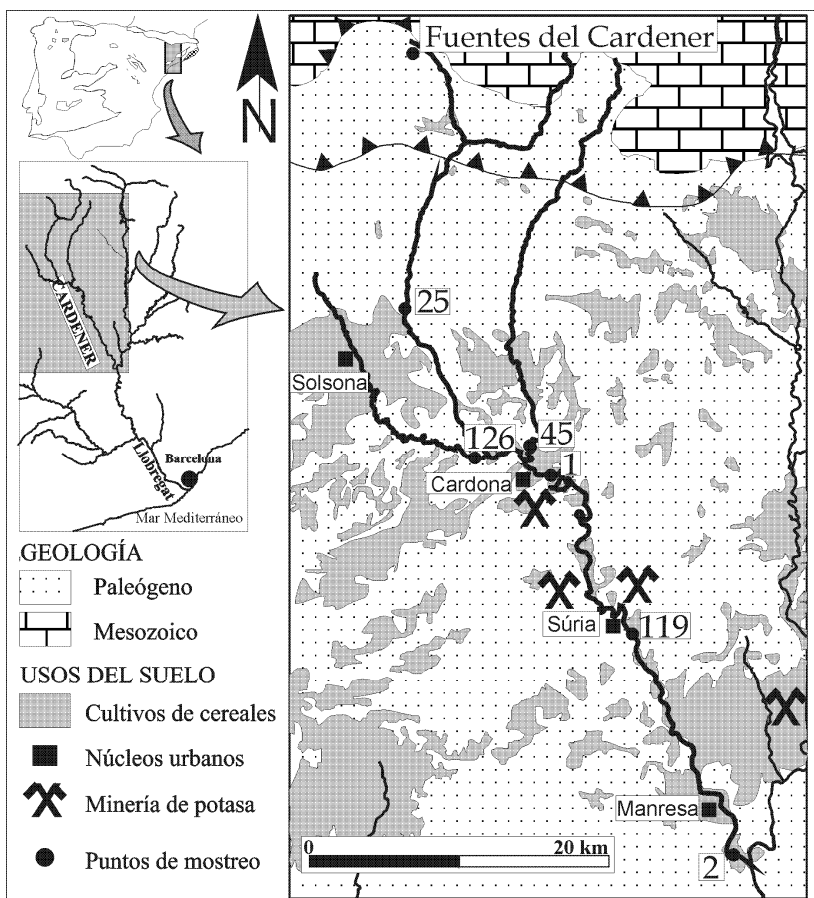 Fuentes del Cardener
N
CARDENER
Llobregat
Barcelona
Mar Mediterráneo
25
Solsona
126
45
1
Cardona
Súria
119
Manresa
2
0
20 km
GEOLOGÍA
Paleógeno
Mesozoico
USOS DEL SUELO
Cultivos de cereales
Núcleos urbanos
Minería de potasa
Puntos de mostreo